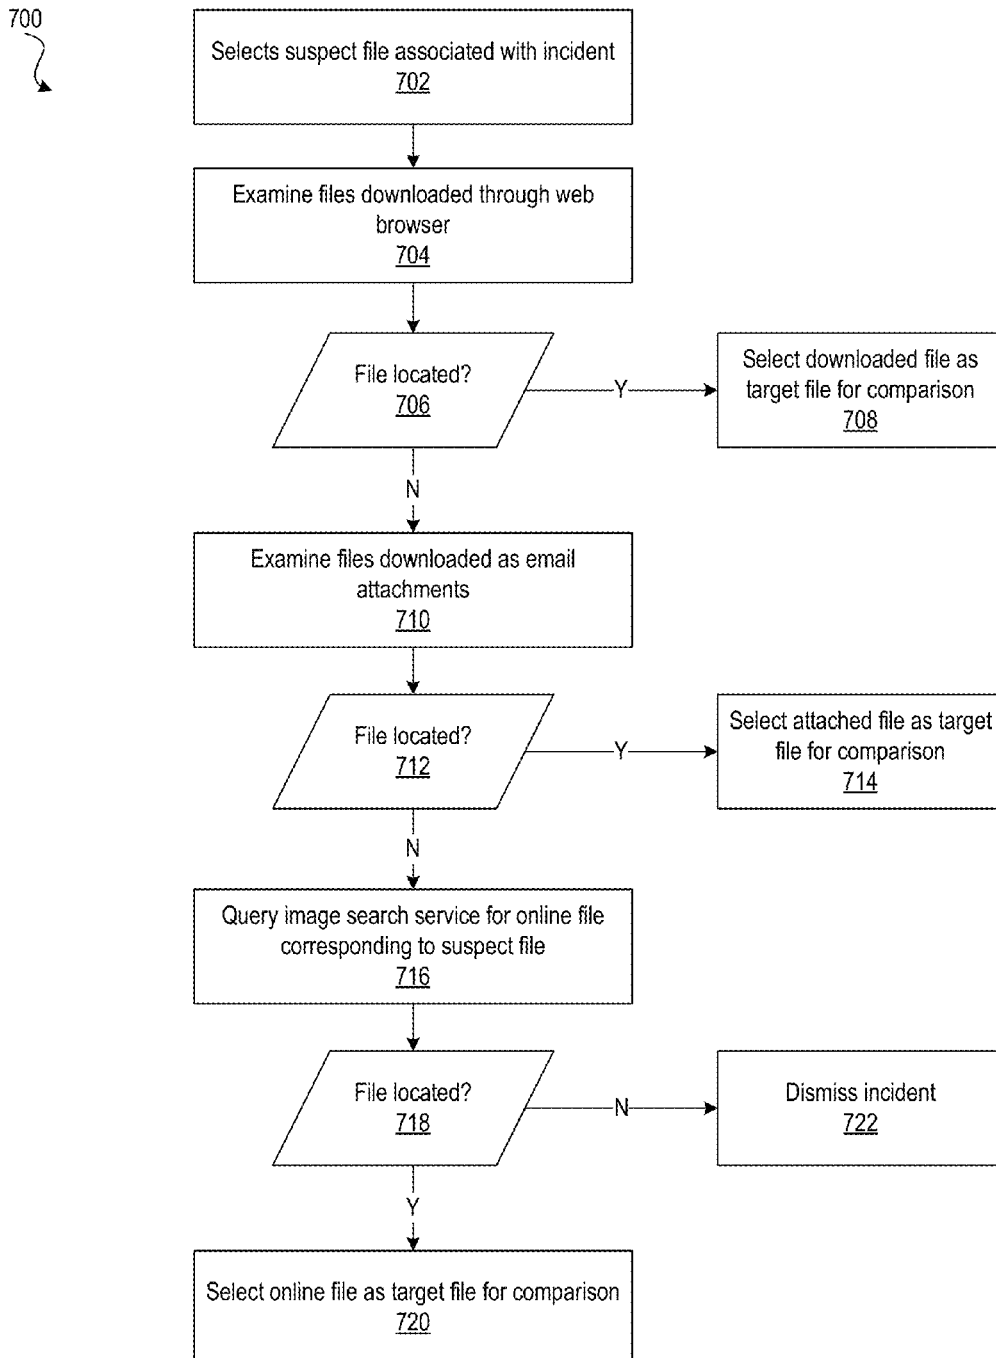 700
Selects suspect file associated with incident
702
Examine files downloaded through web
browser
704
File located?
706
Y
Select downloaded file as
target file for comparison
708
N
Examine files downloaded as email
attachments
710
File located?
712
Y
Select attached file as target
file for comparison
714
N
Query image search service for online file
corresponding to suspect file
716
File located?
718
N
Dismiss incident
722
Y
Select online file as target file for comparison
720